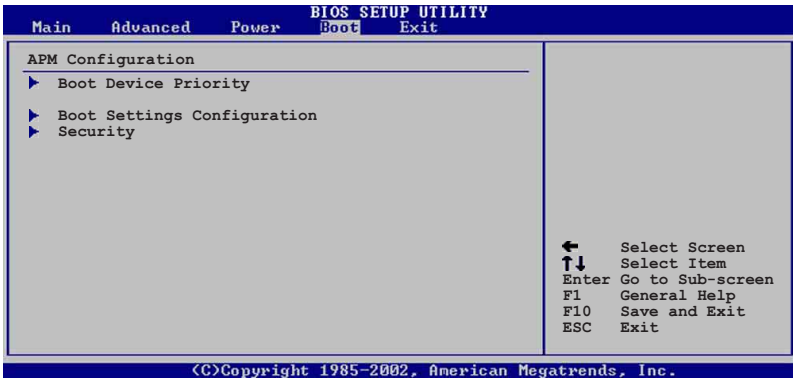 BIOS SETUP UTILITY
Main Advanced Power Boot Exit
APM Configuration
Boot Device Priority
Boot Settings Configuration
Security
← Select Screen
↑↓ Select Item
Enter Go to Sub-screen
F1 General Help
F10 Save and Exit
ESC Exit
(C)Copyright 1985-2002, American Megatrends, Inc.